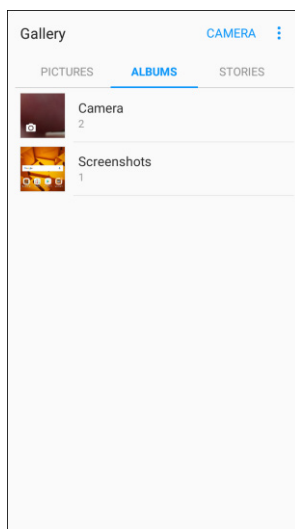 Gallery
CAMERA
PICTURES ALBUMS STORIES
Camera
2
Screenshots
1